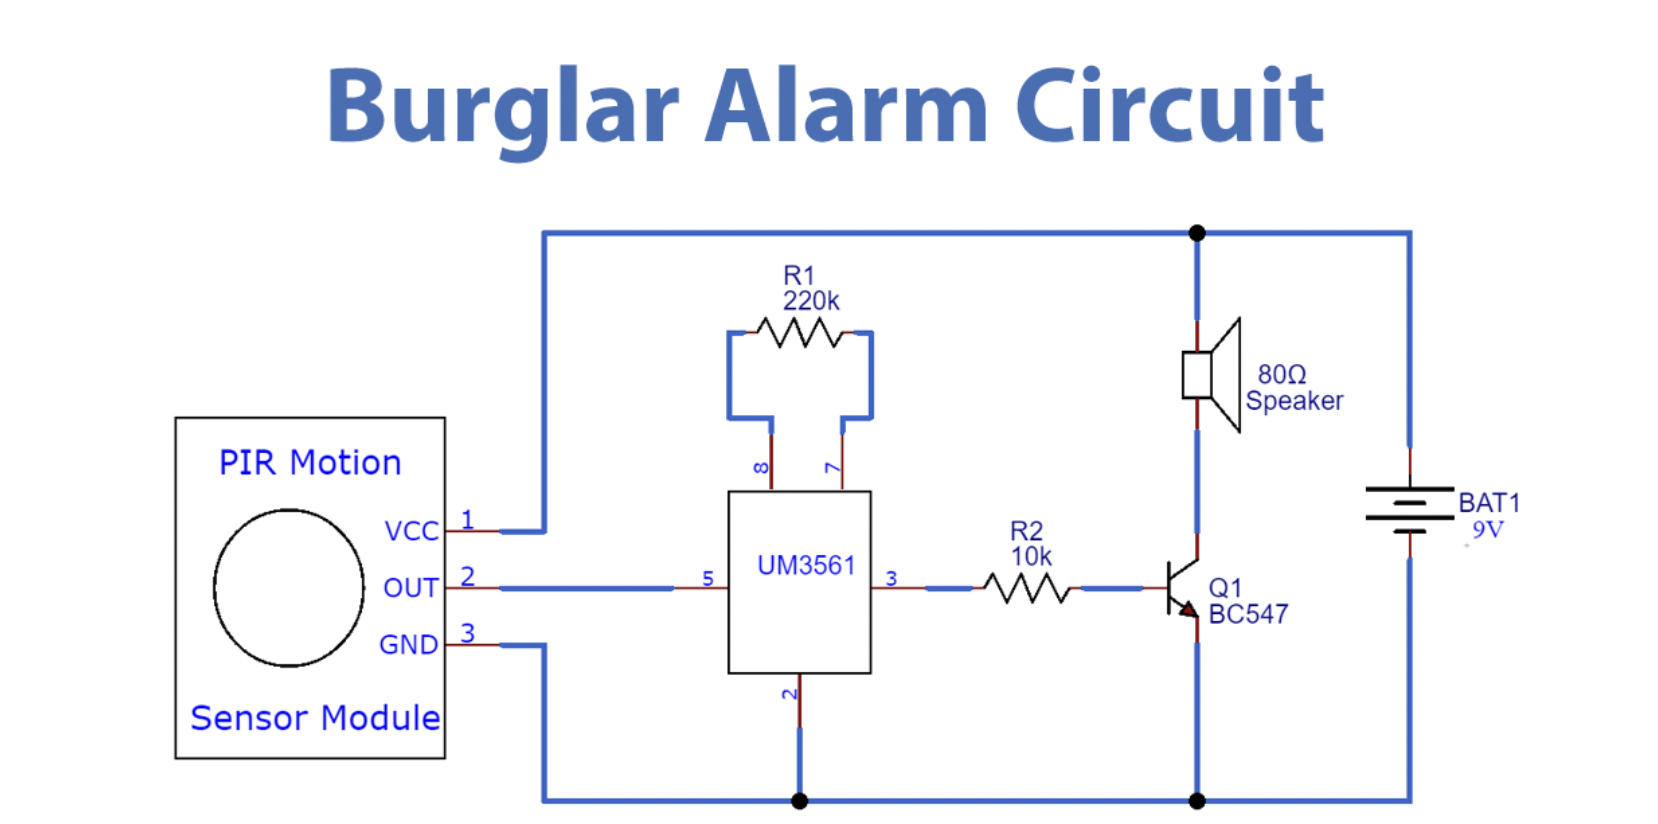 Burglar Alarm Circuit
R1
220k
80Ω
Speaker
PIR Motion
8
7
BAT1
9V
VCC
1
UM3561
R2
10k
OUT
2
5
3
Q1
BC547
GND
3
2
Sensor Module